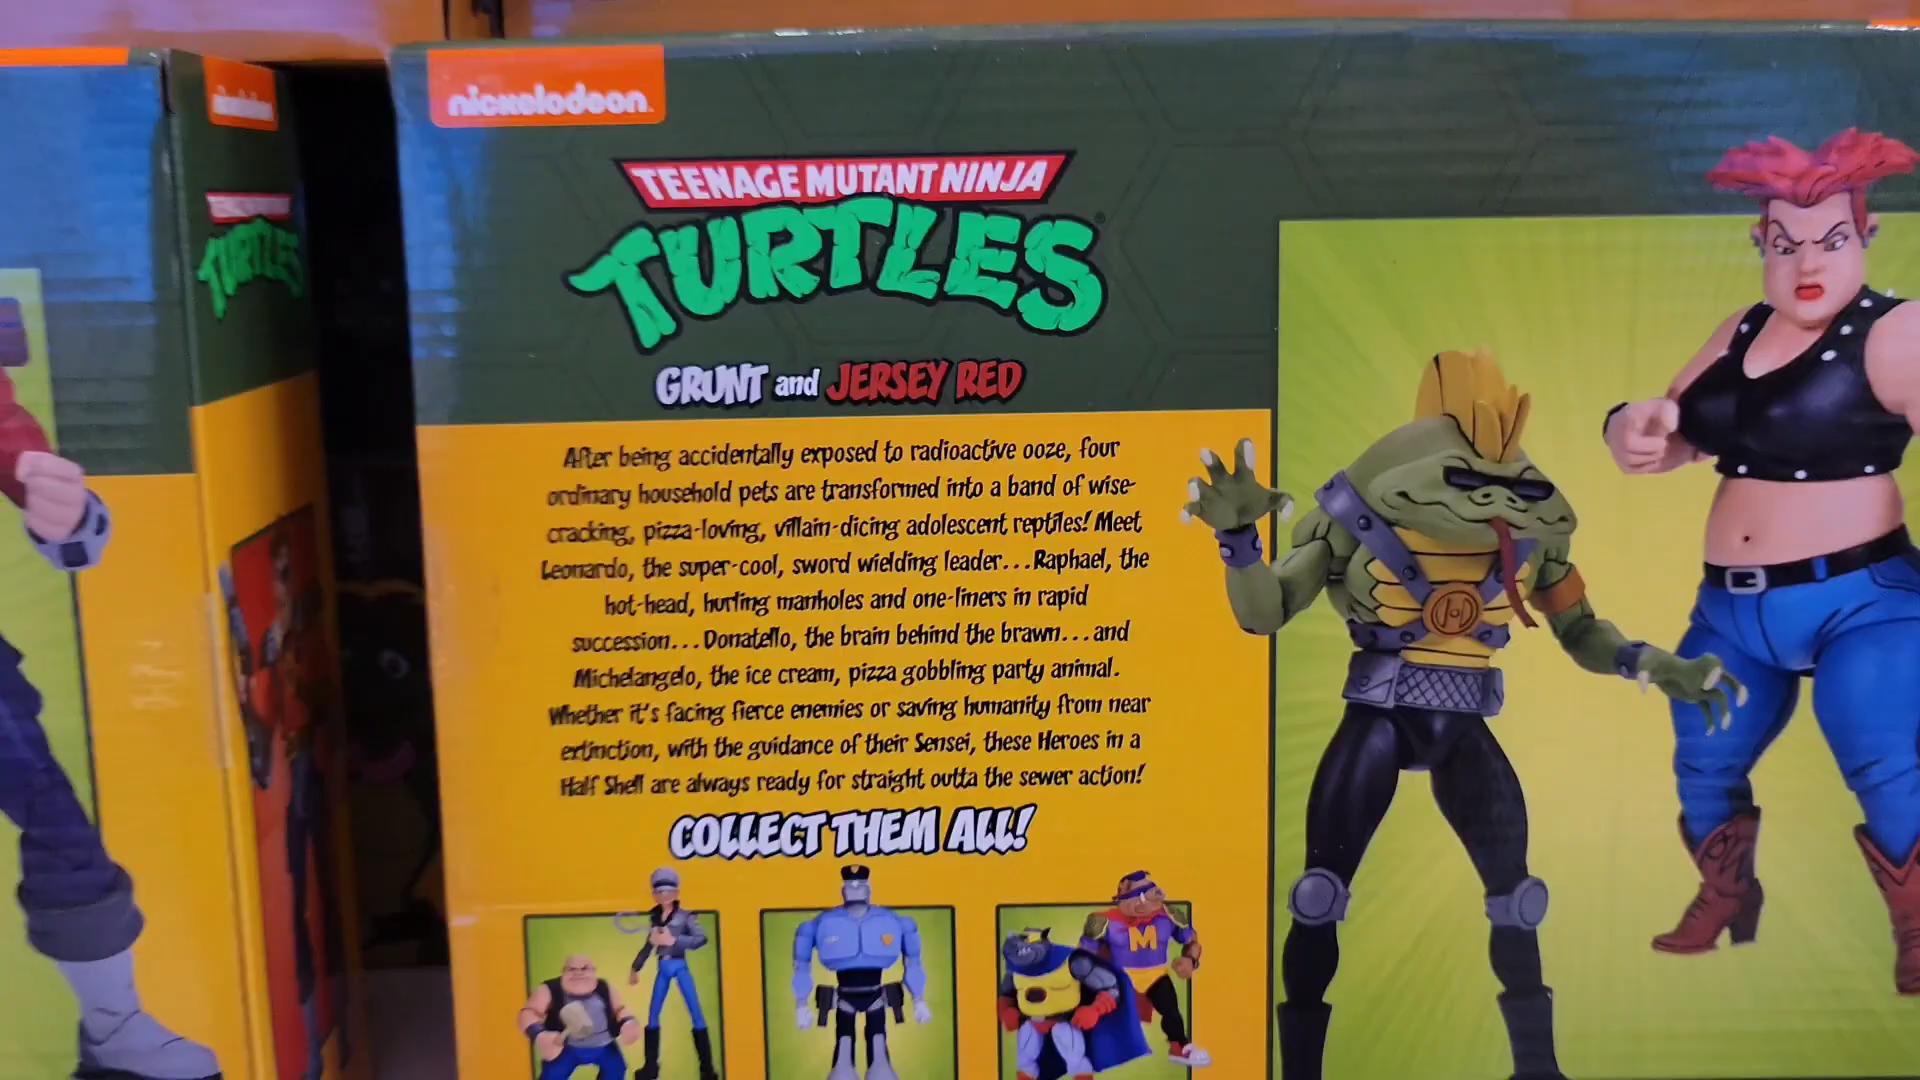 nickelodeon
TEENAGE MUTANT NINJA
TURTLES
GRUNT and JERSEY RED
After being accidentally exposed to radioactive ooze, four
ordinary household pets are transformed into a band of wise-
cracking, pizza-loving, villain-dicing adolescent reptiles! Meet
Leonardo, the super-cool, sword wielding leader...Raphael, the
hot-head, hurling manholes and one-liners in rapid
succession...Donatello, the brain behind the brawn...and
Michelangelo, the ice cream, pizza gobbling party animal.
Whether it's facing fierce enemies or saving humanity from near
extinction, with the guidance of their Sensei, these Heroes in a
Half Shell are always ready for straight outta the sewer action!
COLLECT THEM ALL!
M
nickelodeon
TURTLES